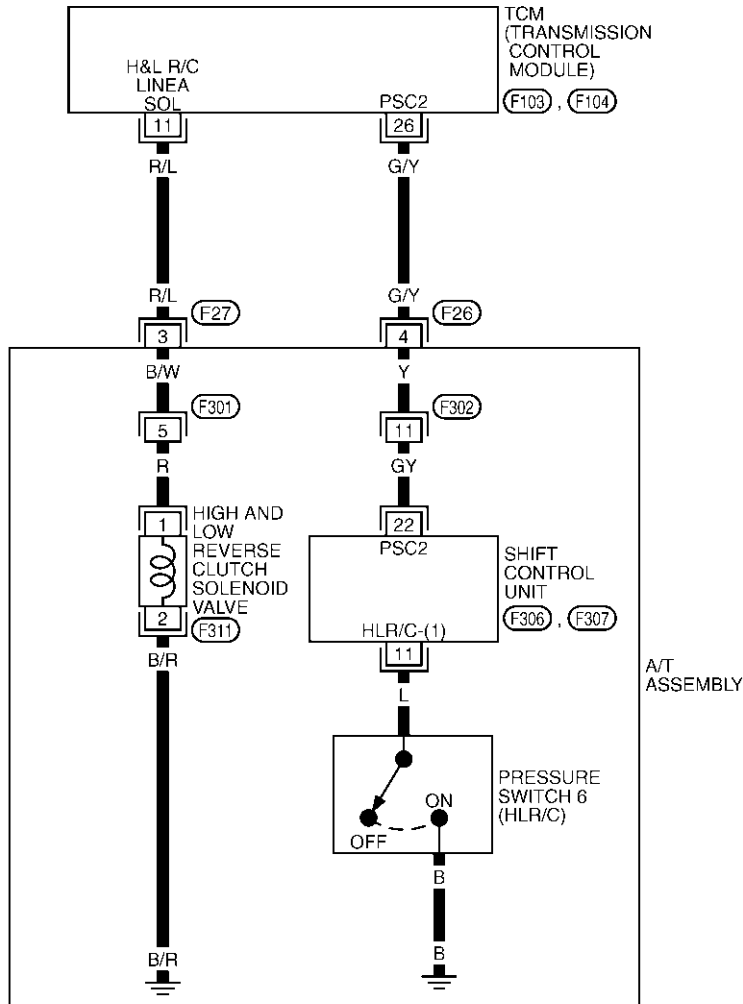 TCM
(TRANSMISSION
CONTROL
MODULE)
F103 , F104
H&L R/C
LINEA
SOL
PSC2
11
26
R/L
G/Y
R/L
G/Y
F27
F26
3
4
B/W
Y
F301
F302
5
11
R
GY
1
22
HIGH AND
LOW
REVERSE
CLUTCH
SOLENOID
VALVE
2
F311
PSC2
SHIFT
CONTROL
UNIT
F306 , F307
HLR/C-(1)
11
B/R
L
A/T
ASSEMBLY
PRESSURE
SWITCH 6
(HLR/C)
ON
OFF
B
B/R
B